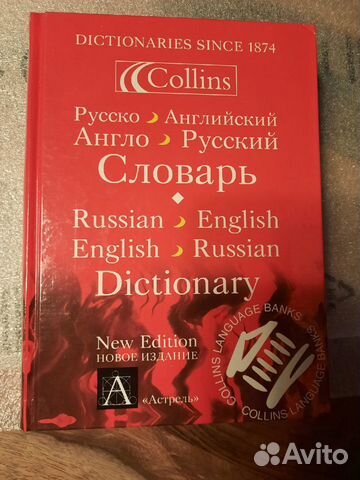 DICTIONARIES SINCE 1874
Collins
Русско Английский
Англо Русский
Словарь
Russian English
English Russian
Dictionary
New Edition
НОВОЕ ИЗДАНИЕ
А
«Астрель»
COLLINS LANGUAGE BANKS
COLLINS LANGUAGE BANKS
Avito